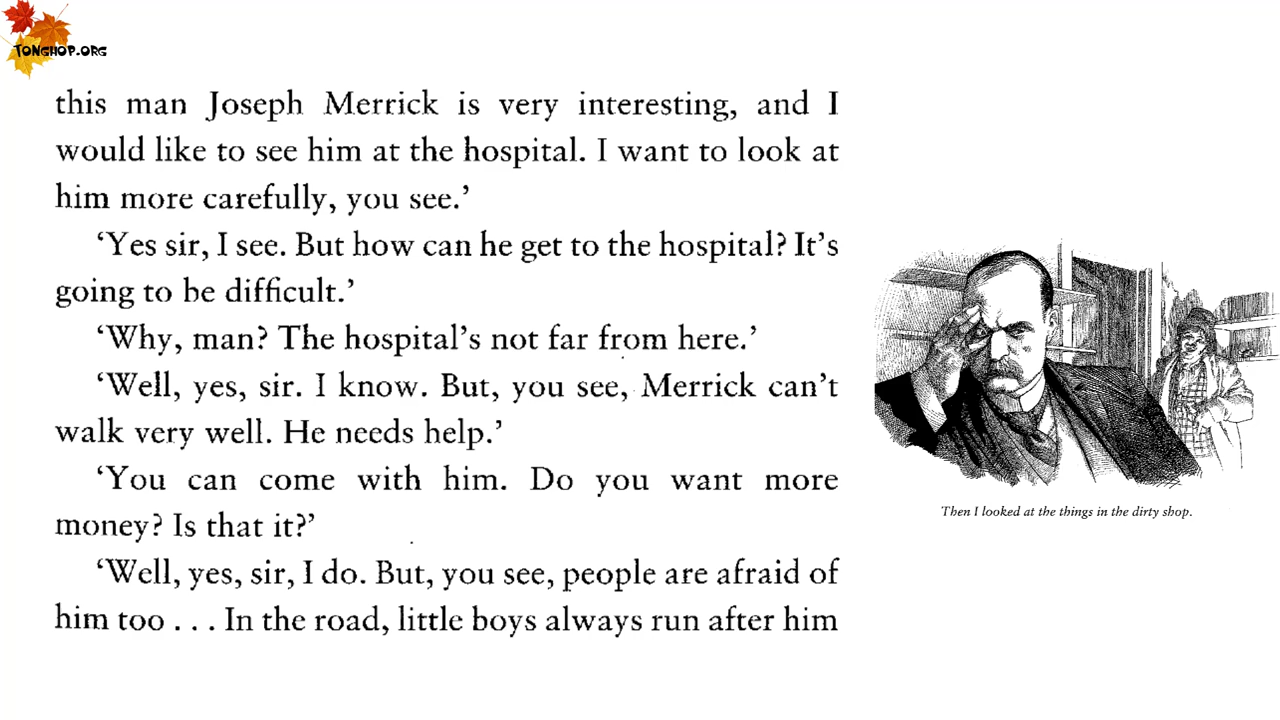 TONGHOP.ORG
this man Joseph Merrick is very interesting, and I
would like to see him at the hospital. I want to look at
him more carefully, you see.’
‘Yes sir, I see. But how can he get to the hospital? It’s
going to be difficult.’
‘Why, man? The hospital’s not far from here.’
‘Well, yes, sir. I know. But, you see, Merrick can’t
walk very well. He needs help.’
‘You can come with him. Do you want more
money? Is that it?’
‘Well, yes, sir, I do. But, you see, people are afraid of
him too . . . In the road, little boys always run after him
Then I looked at the things in the dirty shop.